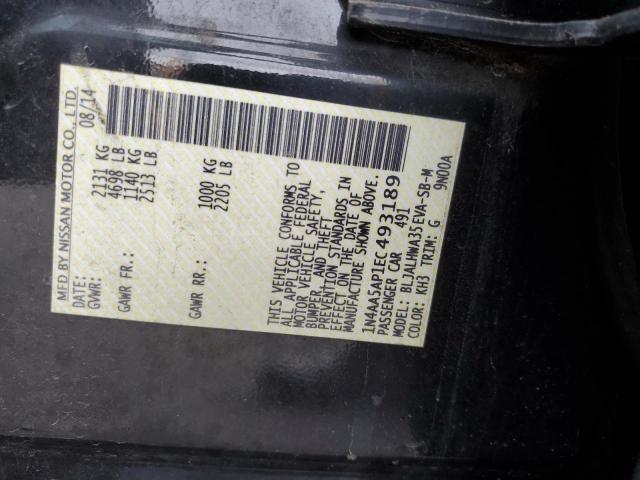 MFD BY NISSAN MOTOR CO., LTD.
DATE: 08/14
GVWR: 2131 KG
4698 LB
GAWR FR.: 1140 KG
2513 LB
GAWR RR.: 1000 KG
2205 LB
THIS VEHICLE CONFORMS TO
ALL APPLICABLE FEDERAL
MOTOR VEHICLE SAFETY,
BUMPER, AND THEFT
PREVENTION STANDARDS IN
EFFECT ON THE DATE OF
MANUFACTURE SHOWN ABOVE.
1N4AA5AP1EC493189
PASSENGER CAR 491
MODEL: BLJALHWA35EVA-SB-M
COLOR: KH3 TRIM: G 9N00A